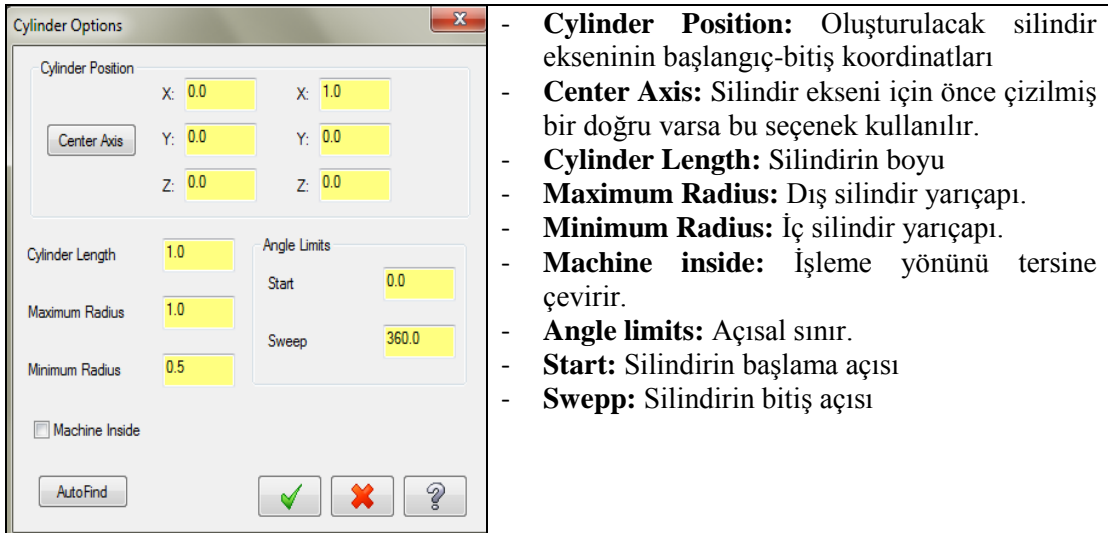 Cylinder Options
Cylinder Position
X: 0.0 X: 1.0
Center Axis Y: 0.0 Y: 0.0
Z: 0.0 Z: 0.0
Cylinder Length 1.0
Maximum Radius 1.0
Minimum Radius 0.5
Angle Limits
Start 0.0
Sweep 360.0
Machine Inside
AutoFind
- Cylinder Position: Oluşturulacak silindir
ekseninin başlangıç-bitiş koordinatları
- Center Axis: Silindir ekseni için önce çizilmiş
bir doğru varsa bu seçenek kullanılır.
- Cylinder Length: Silindirin boyu
- Maximum Radius: Dış silindir yarıçapı.
- Minimum Radius: İç silindir yarıçapı.
- Machine inside: İşleme yönünü tersine
çevirir.
- Angle limits: Açısal sınır.
- Start: Silindirin başlama açısı
- Swepp: Silindirin bitiş açısı